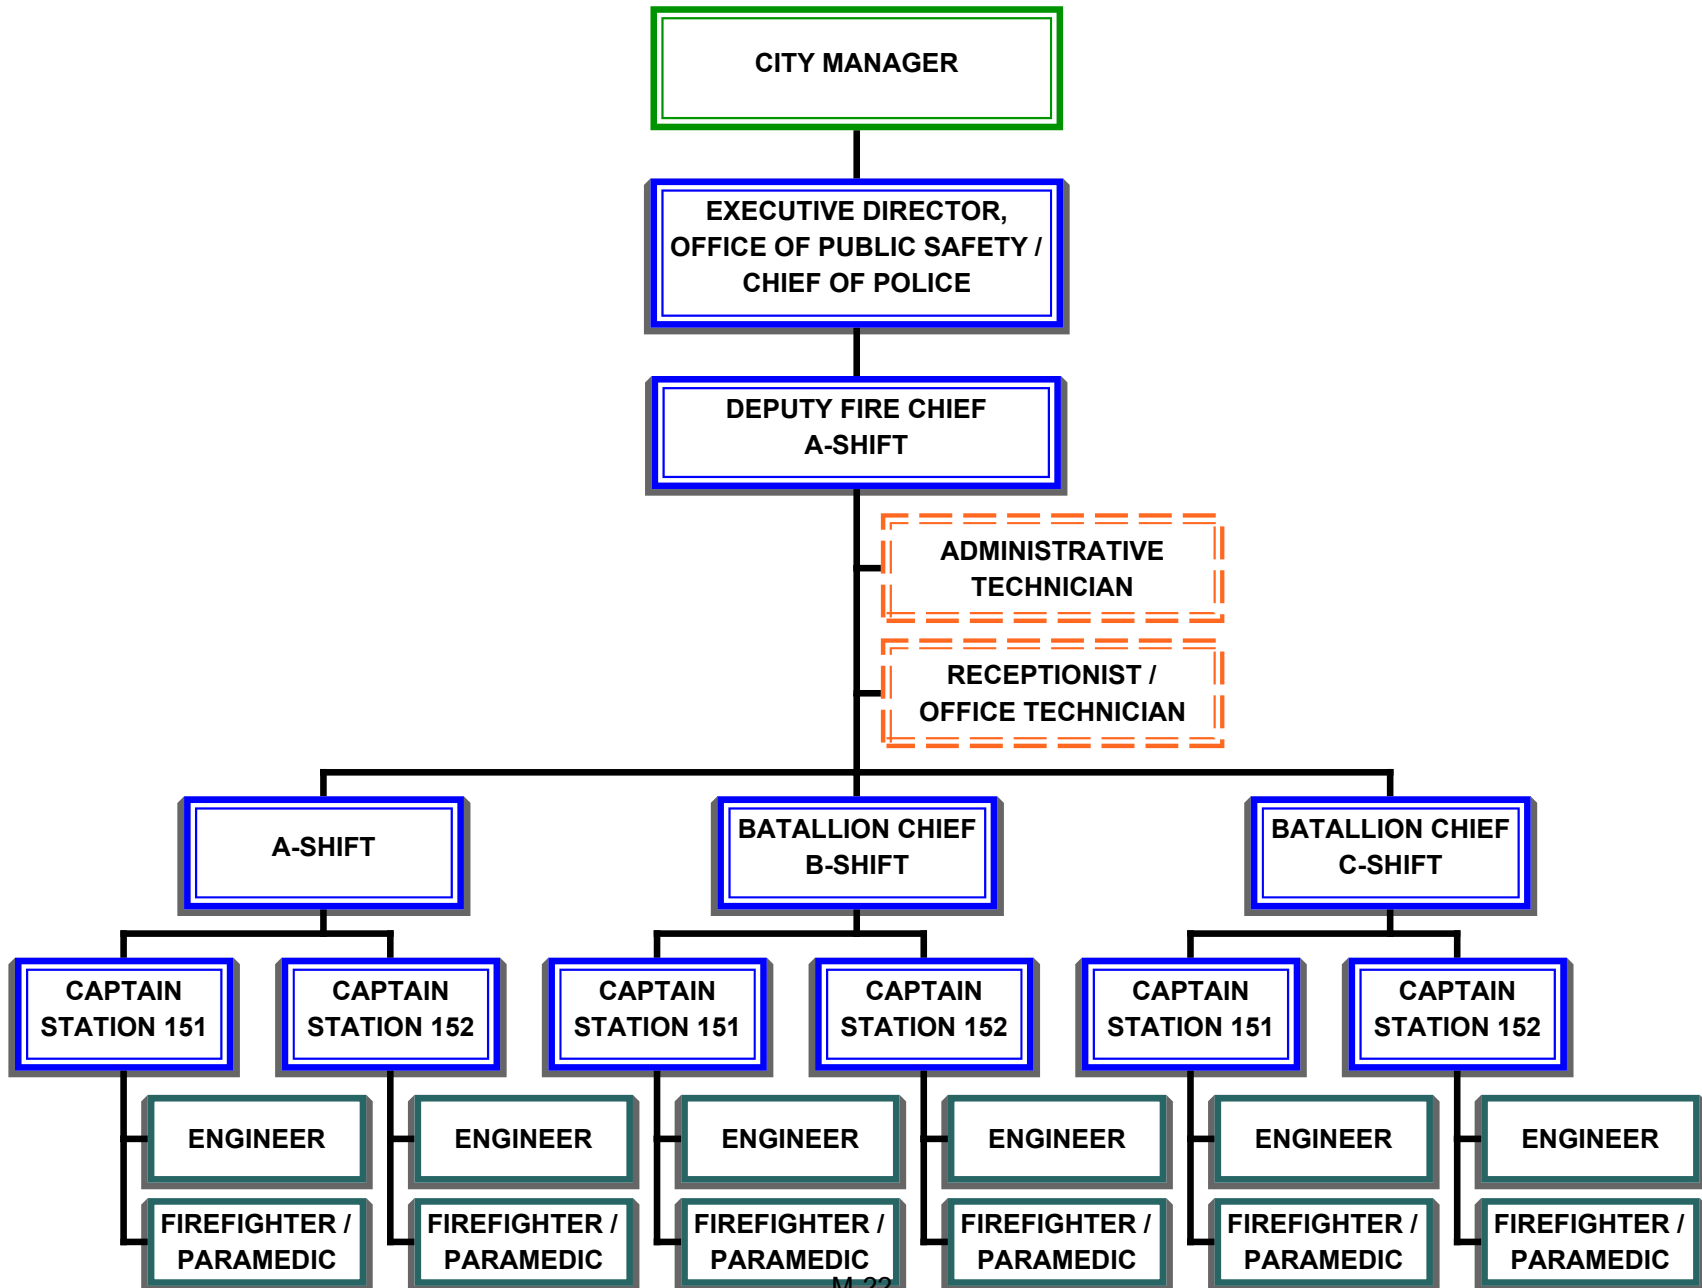 CITY MANAGER
EXECUTIVE DIRECTOR,
OFFICE OF PUBLIC SAFETY /
CHIEF OF POLICE
DEPUTY FIRE CHIEF
A-SHIFT
ADMINISTRATIVE
TECHNICIAN
RECEPTIONIST /
OFFICE TECHNICIAN
A-SHIFT
BATALLION CHIEF
B-SHIFT
BATALLION CHIEF
C-SHIFT
CAPTAIN
STATION 151
CAPTAIN
STATION 152
CAPTAIN
STATION 151
CAPTAIN
STATION 152
CAPTAIN
STATION 151
CAPTAIN
STATION 152
ENGINEER
ENGINEER
ENGINEER
ENGINEER
ENGINEER
ENGINEER
FIREFIGHTER /
PARAMEDIC
FIREFIGHTER /
PARAMEDIC
FIREFIGHTER /
PARAMEDIC
FIREFIGHTER /
PARAMEDIC
FIREFIGHTER /
PARAMEDIC
FIREFIGHTER /
PARAMEDIC
M-22